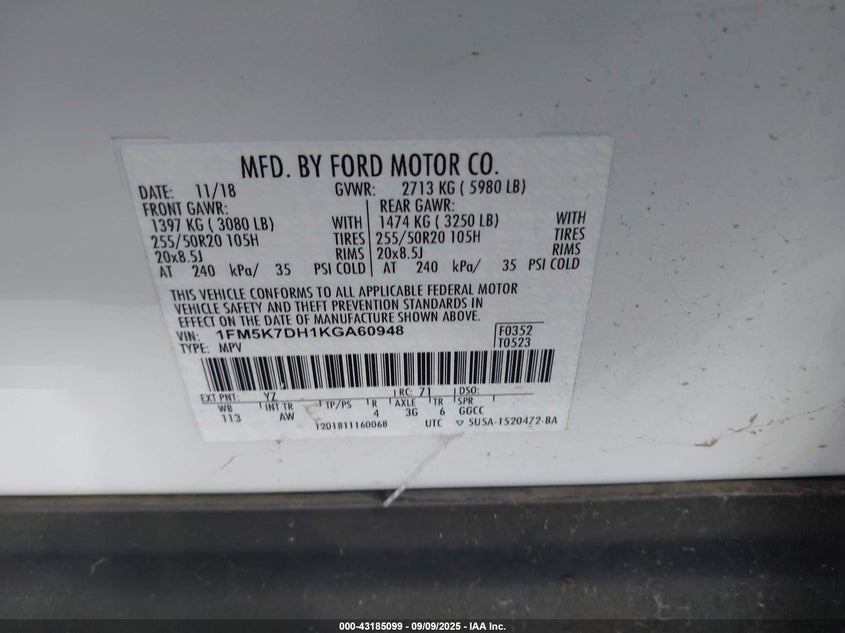 MFD. BY FORD MOTOR CO.
DATE: 11/18 GVWR: 2713 KG ( 5980 LB)
FRONT GAWR: REAR GAWR:
1397 KG ( 3080 LB) WITH 1474 KG ( 3250 LB) WITH
255/50R20 105H TIRES 255/50R20 105H TIRES
20x8.5J RIMS 20x8.5J RIMS
AT 240 kPa/ 35 PSI COLD AT 240 kPa/ 35 PSI COLD
THIS VEHICLE CONFORMS TO ALL APPLICABLE FEDERAL MOTOR
VEHICLE SAFETY AND THEFT PREVENTION STANDARDS IN
EFFECT ON THE DATE OF MANUFACTURE SHOWN ABOVE.
VIN: 1FM5K7DH1KGA60948 F0352
TYPE: MPV T0523
EXT PNT: YZ RC: 71 DSO:
WB INT TR TP/PS R AXLE TR SPR
113 AW 4 3G 6 GGCC
T201811160068 UTC ▽ 5U5A-1520472-BA
000-43185099 - 09/09/2025 - IAA Inc.